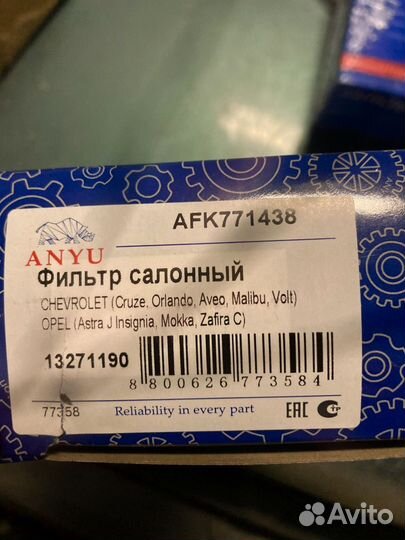 AFK771438
ANYU
Фильтр салонный
CHEVROLET (Cruze, Orlando, Aveo, Malibu, Volt)
OPEL (Astra J Insignia, Mokka, Zafira C)
13271190
8 800626 773584
77358
Reliability in every part
EAC
Avito